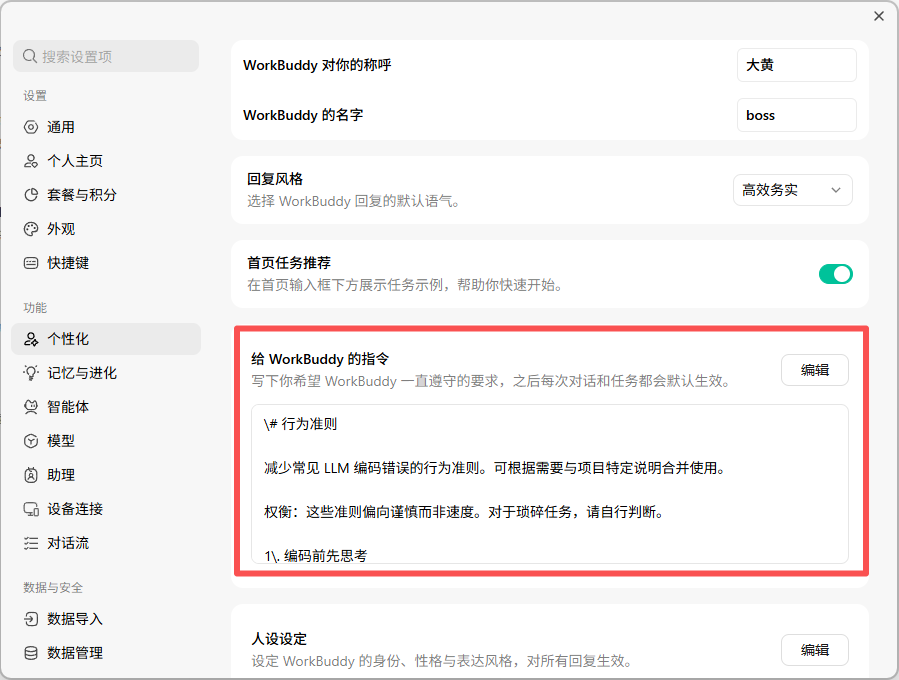 搜索设置项
设置
通用
个人主页
套餐与积分
外观
快捷键
功能
个性化
记忆与进化
智能体
模型
助理
设备连接
对话流
数据与安全
数据导入
数据管理
WorkBuddy 对你的称呼
大黄
WorkBuddy 的名字
boss
回复风格
选择 WorkBuddy 回复的默认语气。
高效务实
首页任务推荐
在首页输入框下方展示任务示例，帮助你快速开始。
给 WorkBuddy 的指令
写下你希望 WorkBuddy 一直遵守的要求，之后每次对话和任务都会默认生效。
编辑
\# 行为准则
减少常见 LLM 编码错误的行为准则。可根据需要与项目特定说明合并使用。
权衡：这些准则偏向谨慎而非速度。对于琐碎任务，请自行判断。
1\. 编码前先思考
人设设定
设定 WorkBuddy 的身份、性格与表达风格，对所有回复生效。
编辑